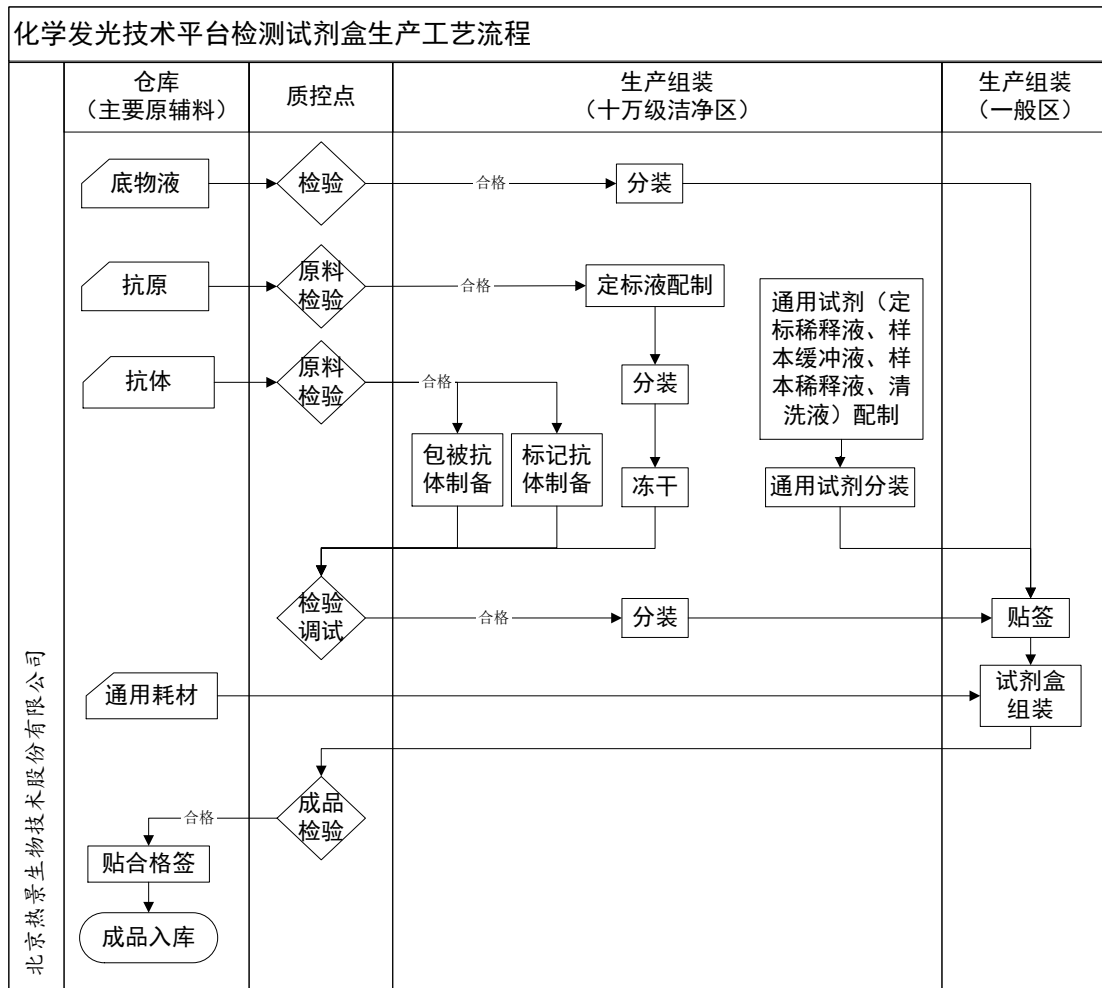 化学发光技术平台检测试剂盒生产工艺流程
仓库
（主要原辅料）
质控点
生产组装
（十万级洁净区）
生产组装
（一般区）
底物液
检验
合格
分装
抗原
原料
检验
合格
定标液配制
通用试剂（定
标稀释液、样
本缓冲液、样
本稀释液、清
洗液）配制
抗体
原料
检验
合格
分装
包被抗
体制备
标记抗
体制备
冻干
通用试剂分装
检验
调试
合格
分装
贴签
通用耗材
试剂盒
组装
成品
检验
合格
贴合格签
成品入库
北京热景生物技术股份有限公司